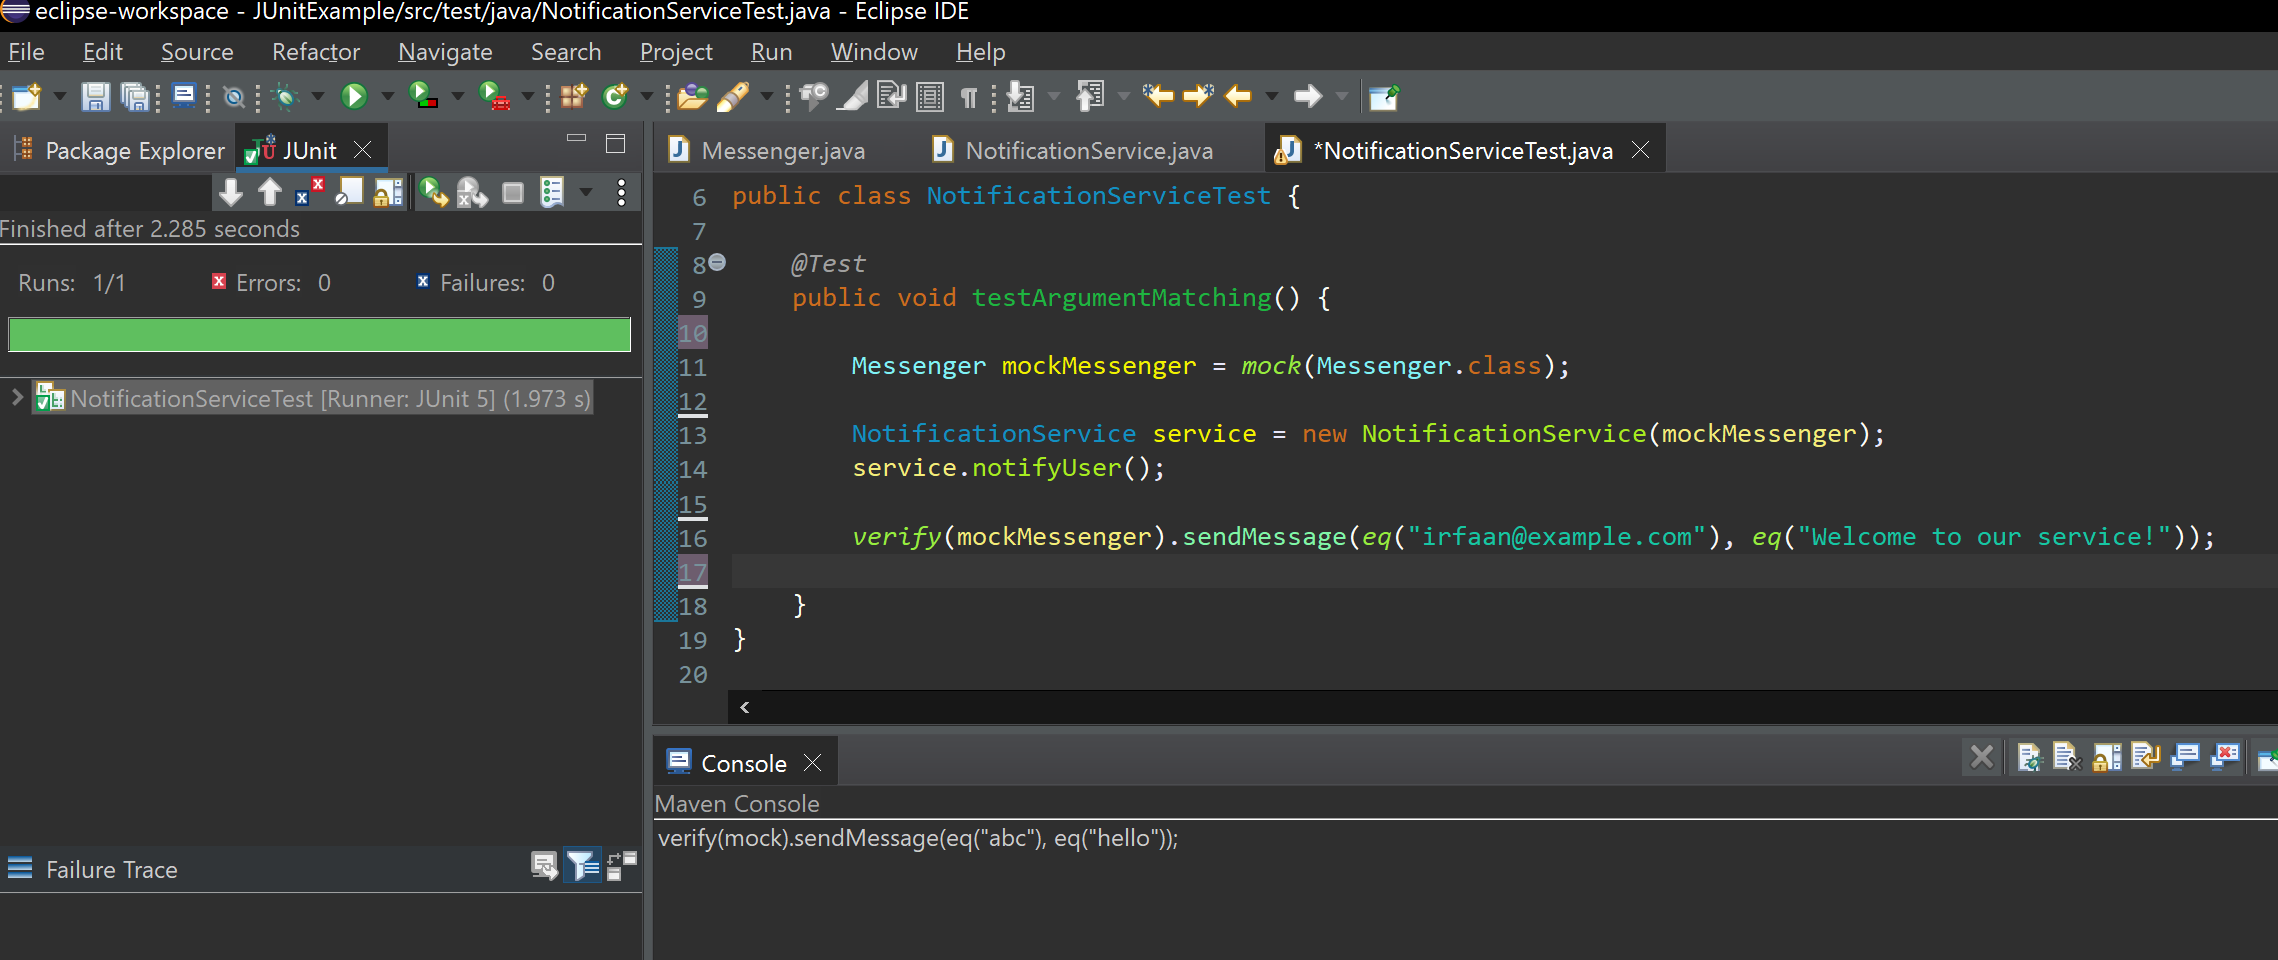 eclipse-workspace - JUnitExample/src/test/java/NotificationServiceTest.java - Eclipse IDE
File Edit Source Refactor Navigate Search Project Run Window Help
Package Explorer JUnit
Finished after 2.285 seconds
Runs: 1/1 Errors: 0 Failures: 0
NotificationServiceTest [Runner: JUnit 5] (1.973 s)
Failure Trace
Messenger.java NotificationService.java *NotificationServiceTest.java
6 public class NotificationServiceTest {
7
8 @Test
9 public void testArgumentMatching() {
10
11 Messenger mockMessenger = mock(Messenger.class);
12
13 NotificationService service = new NotificationService(mockMessenger);
14 service.notifyUser();
15
16 verify(mockMessenger).sendMessage(eq("irfaan@example.com"), eq("Welcome to our service!"));
17
18 }
19 }
20
Console
Maven Console
verify(mock).sendMessage(eq("abc"), eq("hello"));